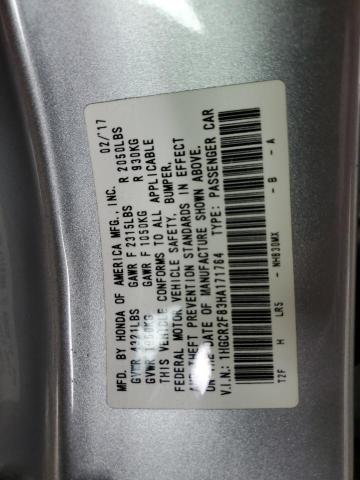 MFD. BY HONDA OF AMERICA MFG., INC. 02/'17
GVWR 4321LBS GAWR F 2315LBS R 2050LBS
GVWR 1960KG GAWR F 1050KG R 930KG
THIS VEHICLE CONFORMS TO ALL APPLICABLE
FEDERAL MOTOR VEHICLE SAFETY, BUMPER,
AND THEFT PREVENTION STANDARDS IN EFFECT
ON THE DATE OF MANUFACTURE SHOWN ABOVE.
V.I.N.: 1HGCR2F83HA171764 TYPE: PASSENGER CAR
T2F H LR5 - NH830MX - B - A